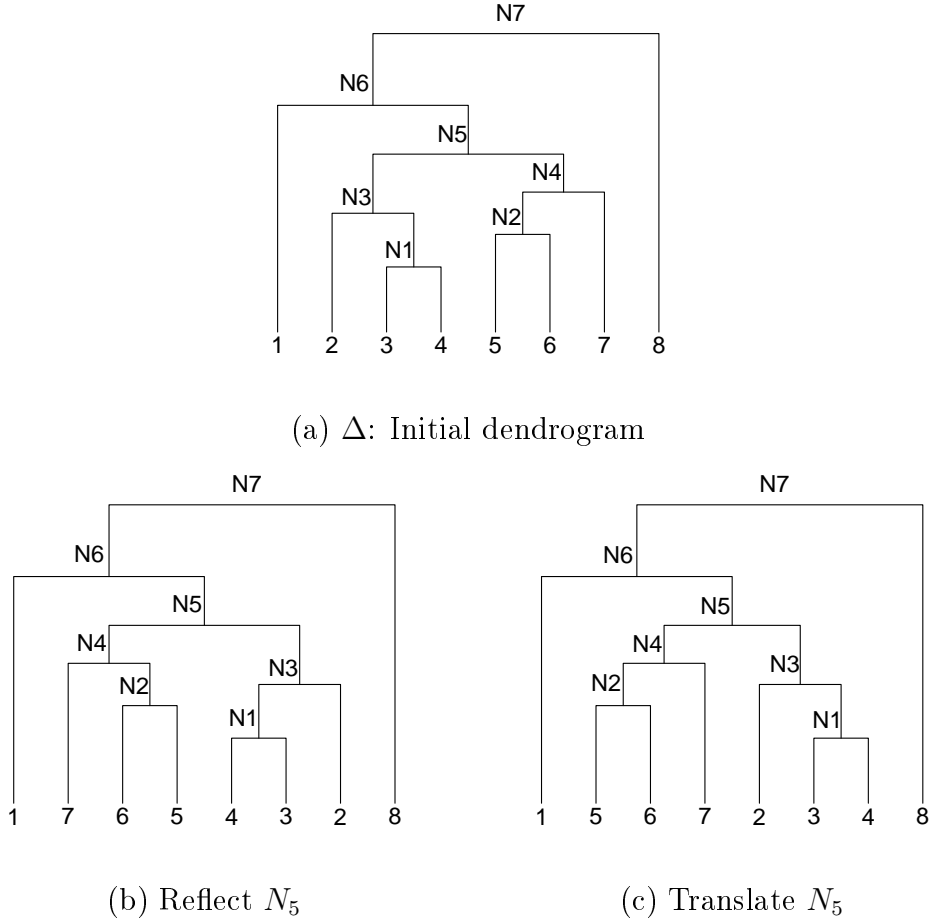 N7
N6
N5
N4
N3
N2
N1
1 2 3 4 5 6 7 8
(a) Δ: Initial dendrogram
N7
N6
N5
N4
N3
N2
N1
1 7 6 5 4 3 2 8
(b) Reflect N₅
N7
N6
N5
N4
N3
N2
N1
1 5 6 7 2 3 4 8
(c) Translate N₅